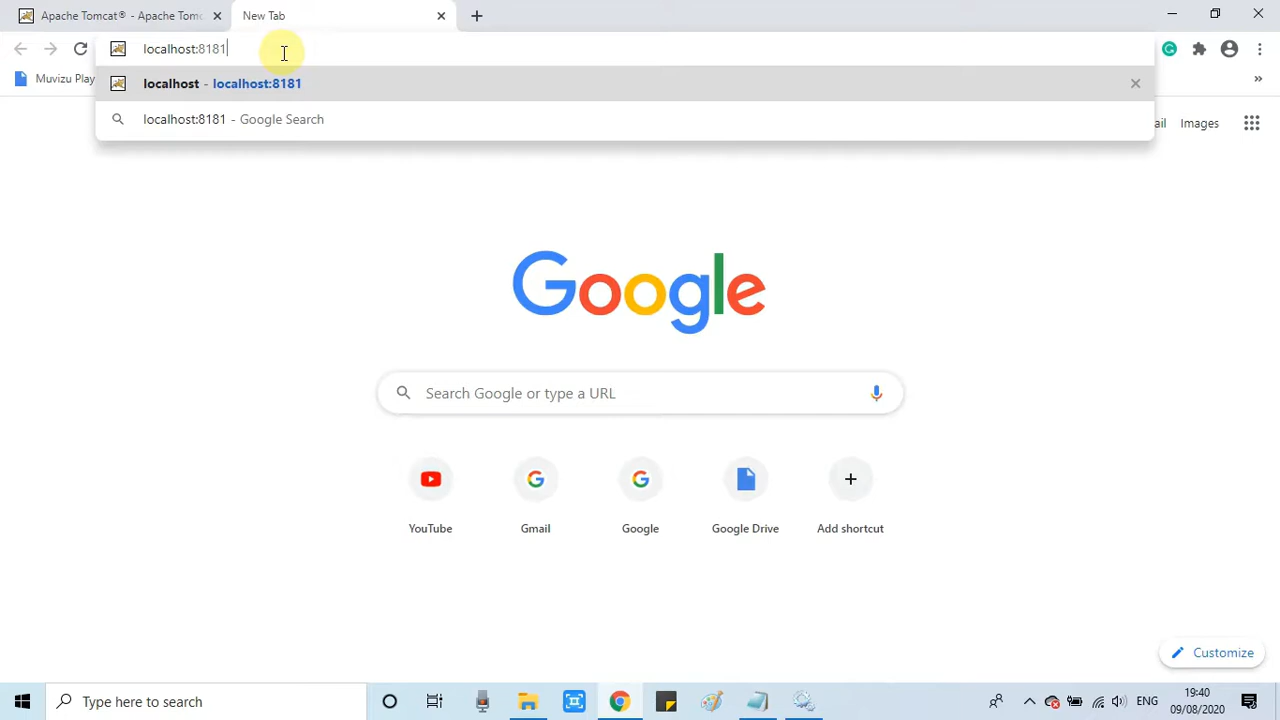 Apache Tomcat® - Apache Tomc
New Tab
localhost:8181
Muvizu Play
localhost - localhost:8181
localhost:8181 - Google Search
ail
Images
Google
Search Google or type a URL
YouTube
Gmail
Google
Google Drive
Add shortcut
Customize
Type here to search
ENG
19:40
09/08/2020